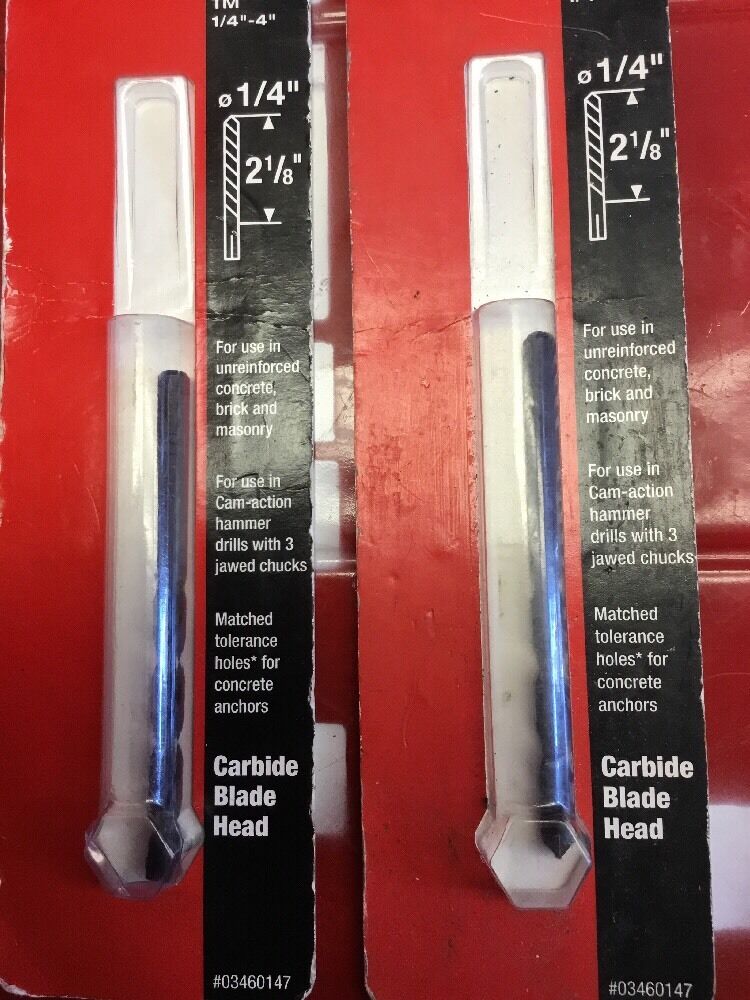 TM
1/4"-4"
ø 1/4"
2 1/8"
For use in
unreinforced
concrete,
brick and
masonry
For use in
Cam-action
hammer
drills with 3
jawed chucks
Matched
tolerance
holes* for
concrete
anchors
Carbide
Blade
Head
#03460147
ø 1/4"
2 1/8"
For use in
unreinforced
concrete,
brick and
masonry
For use in
Cam-action
hammer
drills with 3
jawed chucks
Matched
tolerance
holes* for
concrete
anchors
Carbide
Blade
Head
#03460147